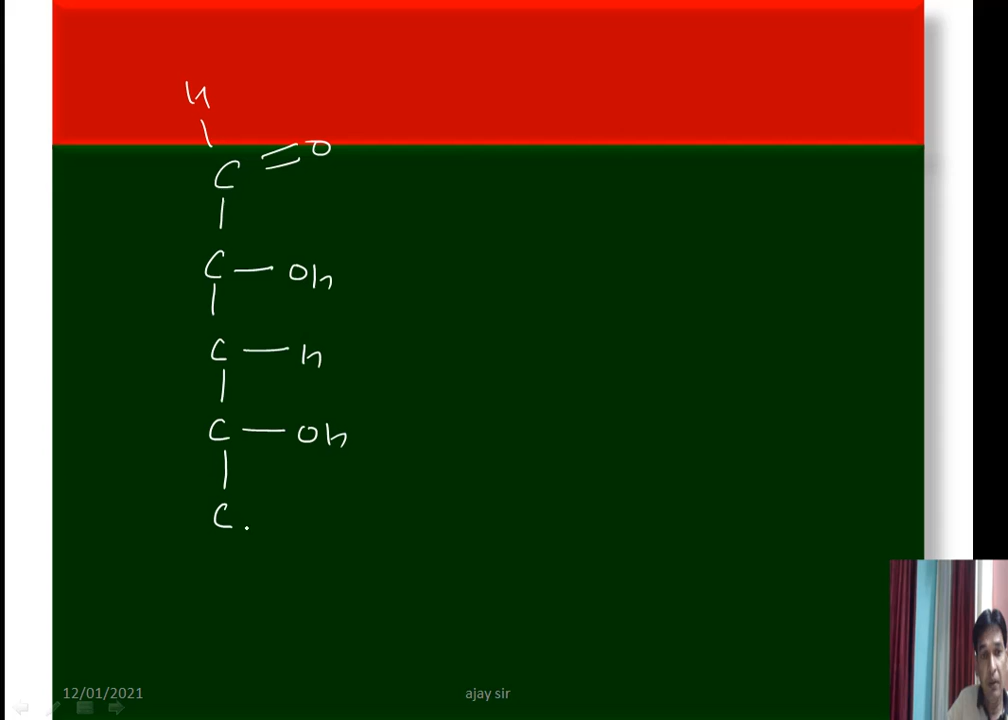 H
C = O
C — OH
C — H
C — OH
C
12/01/2021
ajay sir